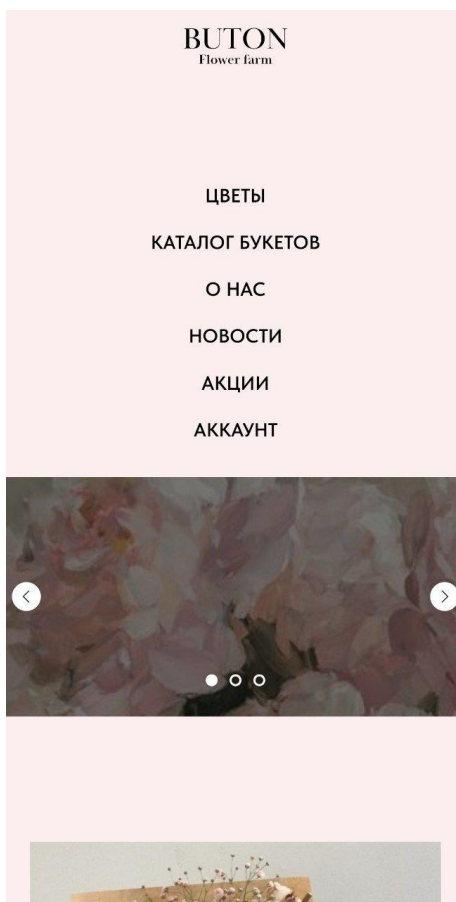 BUTON
Flower farm
ЦВЕТЫ
КАТАЛОГ БУКЕТОВ
О НАС
НОВОСТИ
АКЦИИ
АККАУНТ